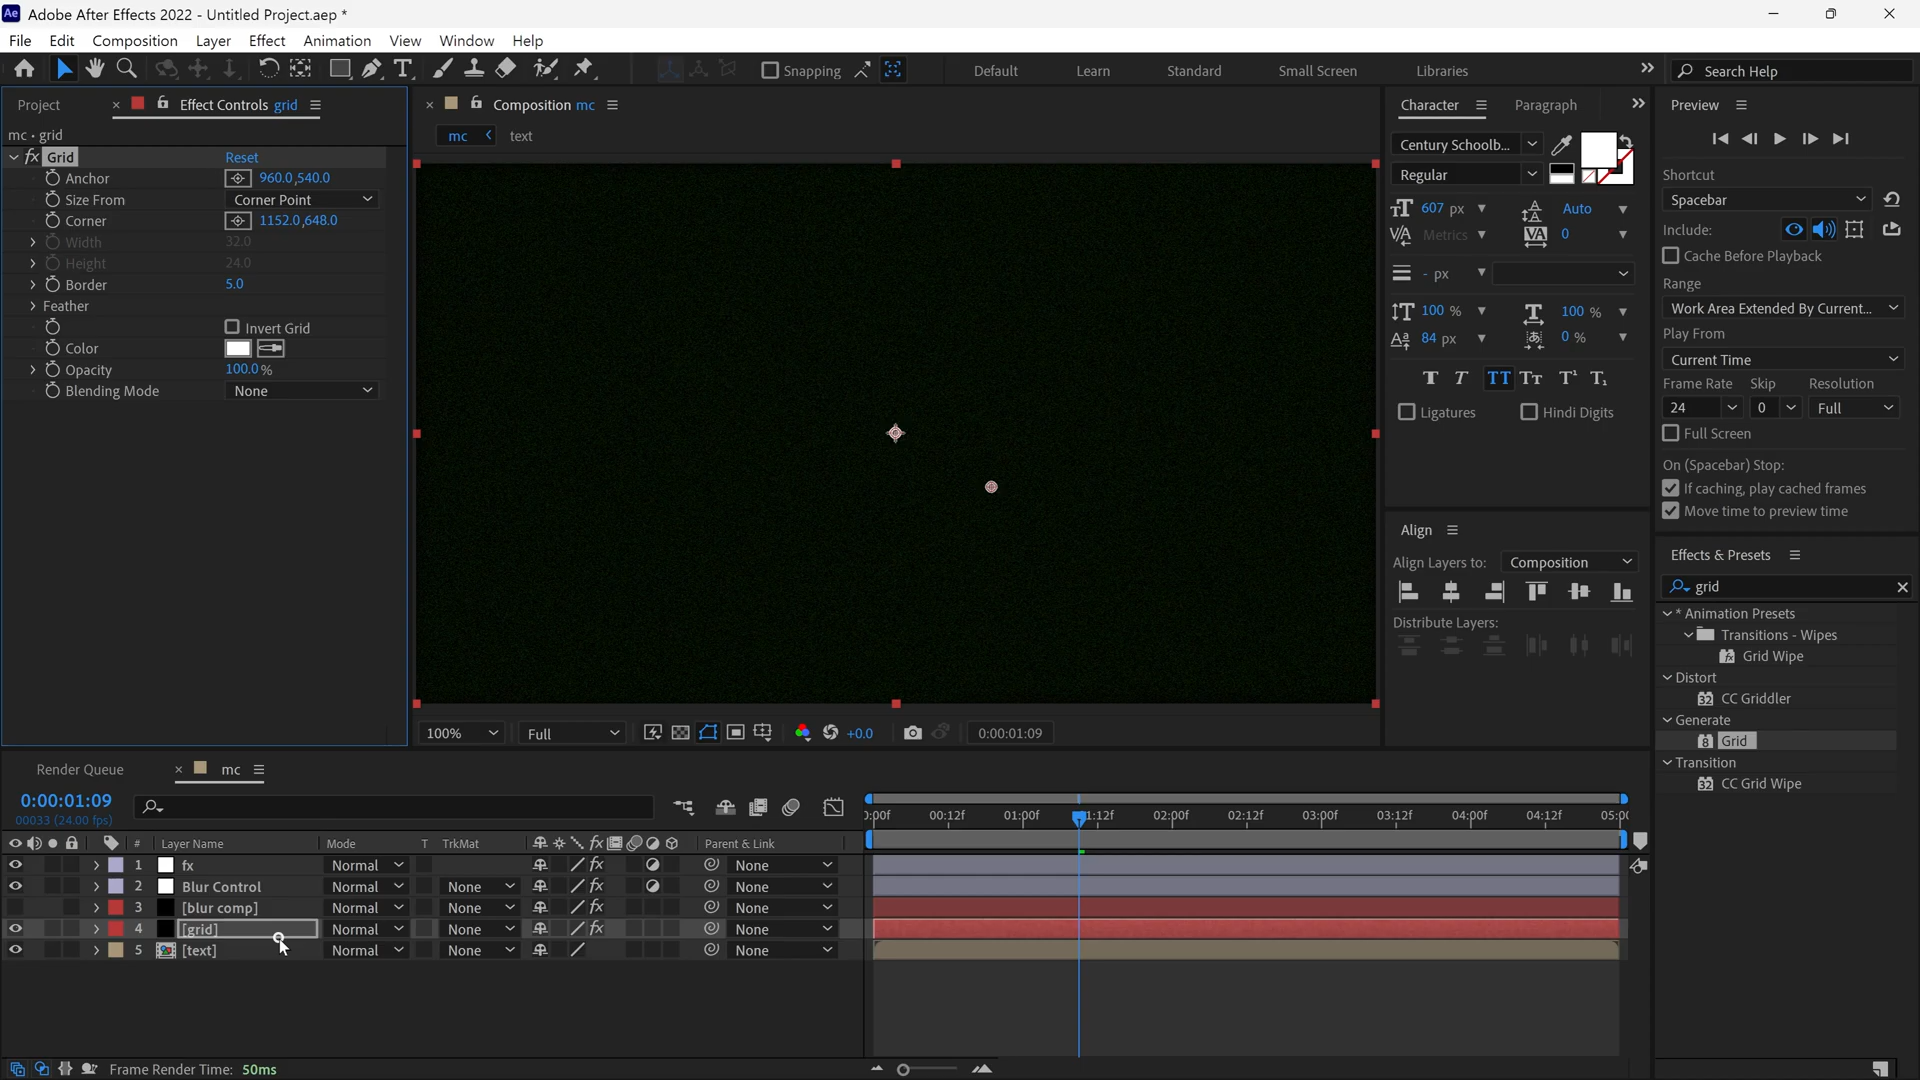 Adobe After Effects 2022 - Untitled Project.aep *
File Edit Composition Layer Effect Animation View Window Help
Snapping
Default Learn Standard Small Screen Libraries
Search Help
Project
Effect Controls grid
mc • grid
fx Grid Reset
Anchor 960.0,540.0
Size From Corner Point
Corner 1152.0,648.0
Width 32.0
Height 24.0
Border 5.0
Feather
Invert Grid
Color
Opacity 100.0%
Blending Mode None
Composition mc
mc text
100% Full +0.0 0:00:01:09
Character Paragraph
Century Schoolb...
Regular
607 px Auto
Metrics 0
- px
100 % 100 %
84 px 0 %
Ligatures Hindi Digits
Align
Align Layers to: Composition
Distribute Layers:
Preview
Shortcut
Spacebar
Include:
Cache Before Playback
Range
Work Area Extended By Current...
Play From
Current Time
Frame Rate Skip Resolution
24 0 Full
Full Screen
On (Spacebar) Stop:
If caching, play cached frames
Move time to preview time
Effects & Presets
grid
* Animation Presets
Transitions - Wipes
Grid Wipe
Distort
32 CC Griddler
Generate
8 Grid
Transition
32 CC Grid Wipe
Render Queue mc
0:00:01:09
00033 (24.00 fps)
# Layer Name Mode T TrkMat fx Parent & Link
1 fx Normal fx None
2 Blur Control Normal None fx None
3 [blur comp] Normal None fx None
4 [grid] Normal None fx None
5 [text] Normal None None
):00f 00:12f 01:00f 1:12f 02:00f 02:12f 03:00f 03:12f 04:00f 04:12f 05:0(
Frame Render Time: 50ms